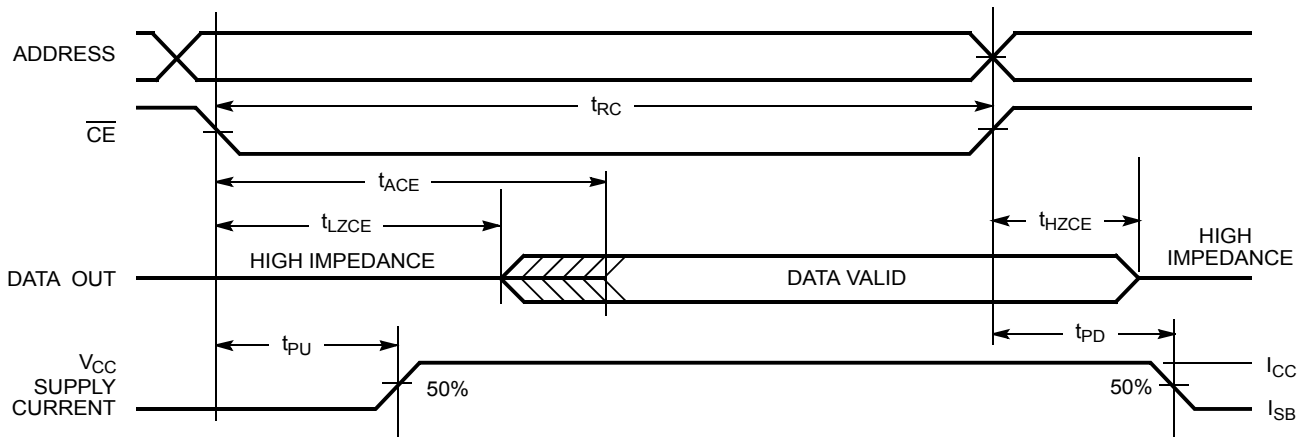 ADDRESS
tRC
CE
tACE
tLZCE
tHZCE
HIGH IMPEDANCE
HIGH
IMPEDANCE
DATA OUT
DATA VALID
tPU
tPD
VCC
SUPPLY
CURRENT
50%
50%
ICC
ISB